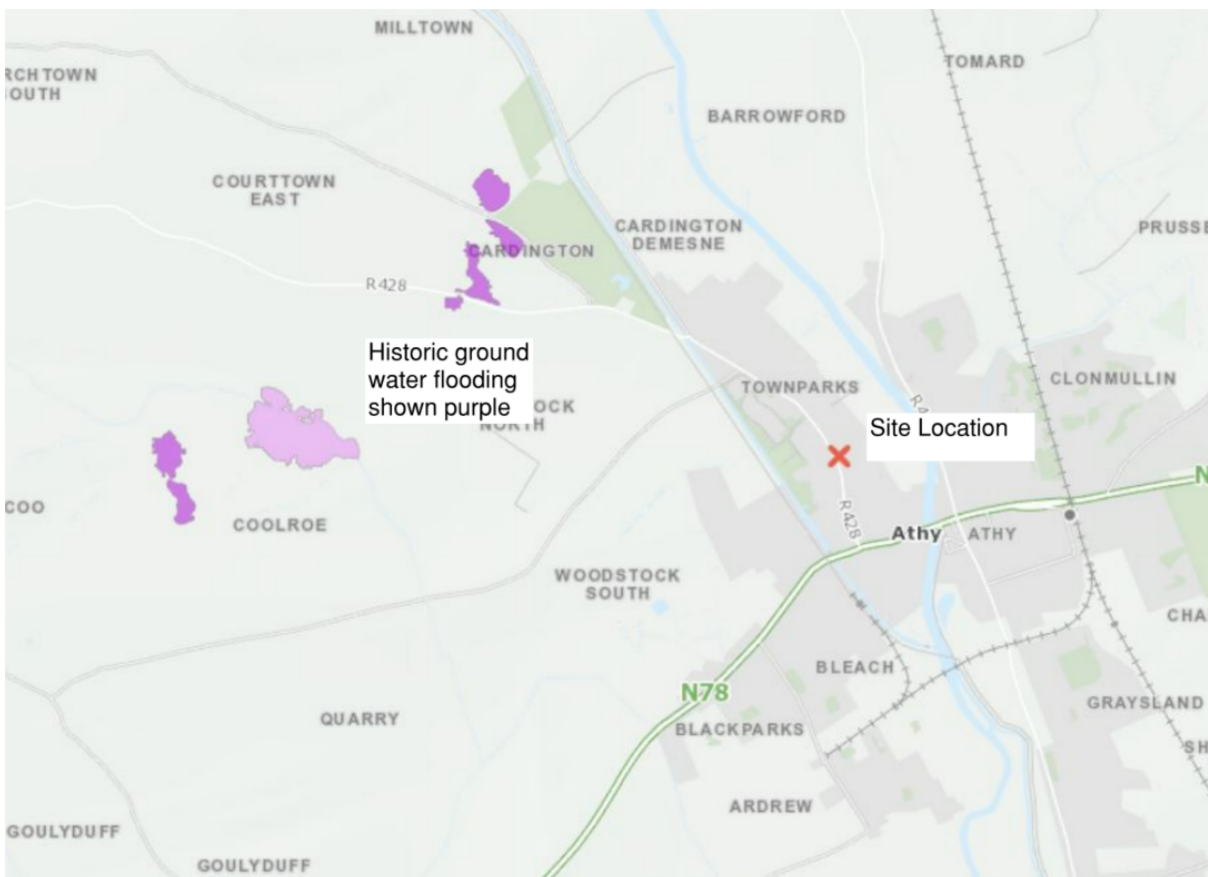 MILLTOWN
TOMARD
RCHTOWN
OUTH
BARROWFORD
COURTTOWN
EAST
CARDINGTON
DEMESNE
PRUSSE
CARDINGTON
R428
Historic ground
water flooding
shown purple
TOWNPARKS
CLONMULLIN
OCK
NORTH
R4
Site Location
N
COO
COOLROE
R428
Athy
ATHY
WOODSTOCK
SOUTH
CHA
BLEACH
N78
GRAYSLAND
QUARRY
BLACKPARKS
SH
ARDREW
GOULYDUFF
GOULYDUFF